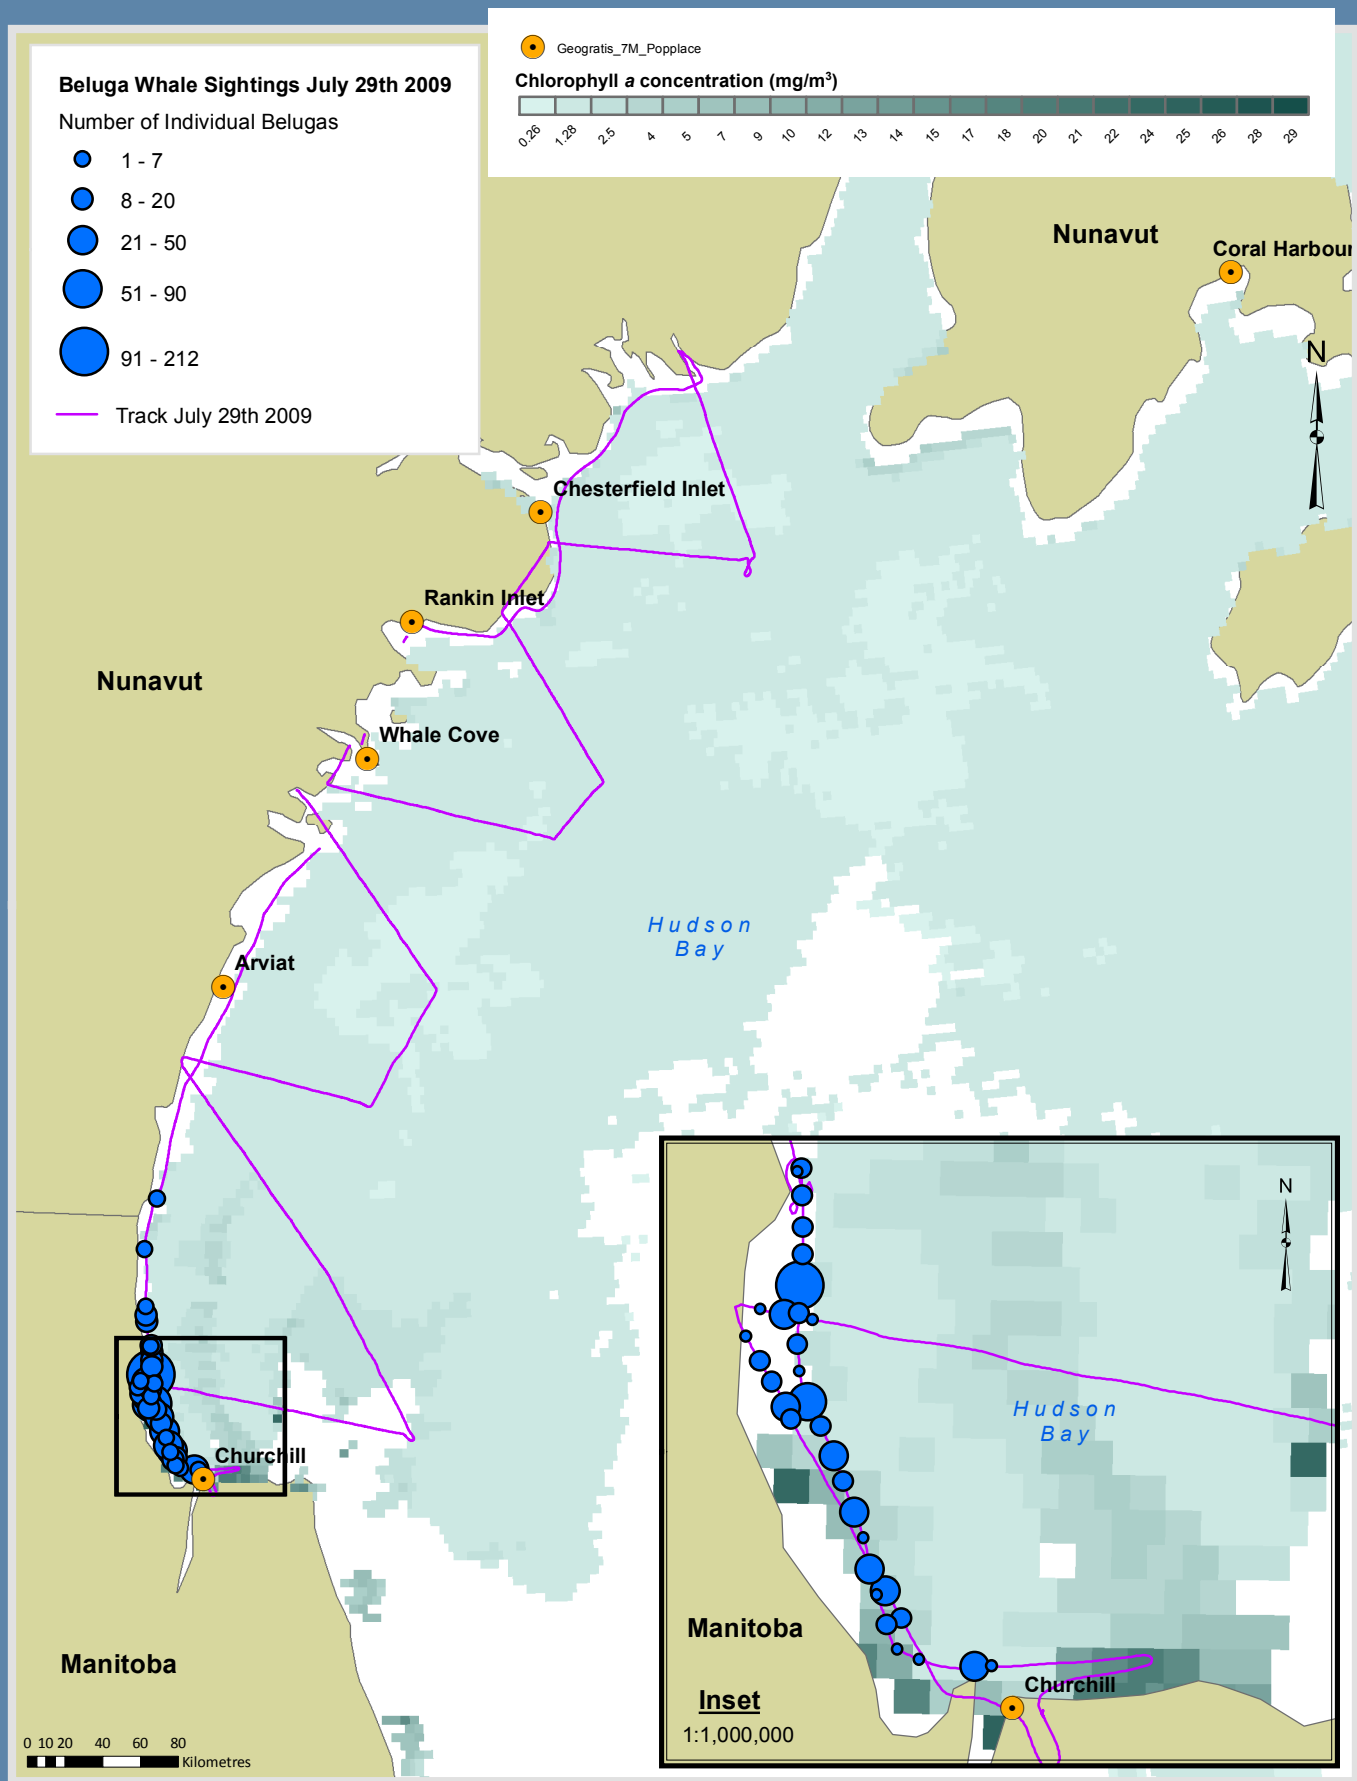 Geogratis_7M_Popplace
Chlorophyll a concentration (mg/m³)
0.26 1.28 2.5 4 5 7 9 10 12 13 14 15 17 18 20 21 22 24 25 26 28 29
Beluga Whale Sightings July 29th 2009
Number of Individual Belugas
1 - 7
8 - 20
21 - 50
51 - 90
91 - 212
Track July 29th 2009
Nunavut
Coral Harbour
N
Chesterfield Inlet
Rankin Inlet
Nunavut
Whale Cove
Hudson
Bay
Arviat
Churchill
Manitoba
0 10 20 40 60 80
Kilometres
N
Hudson
Bay
Manitoba
Churchill
Inset
1:1,000,000